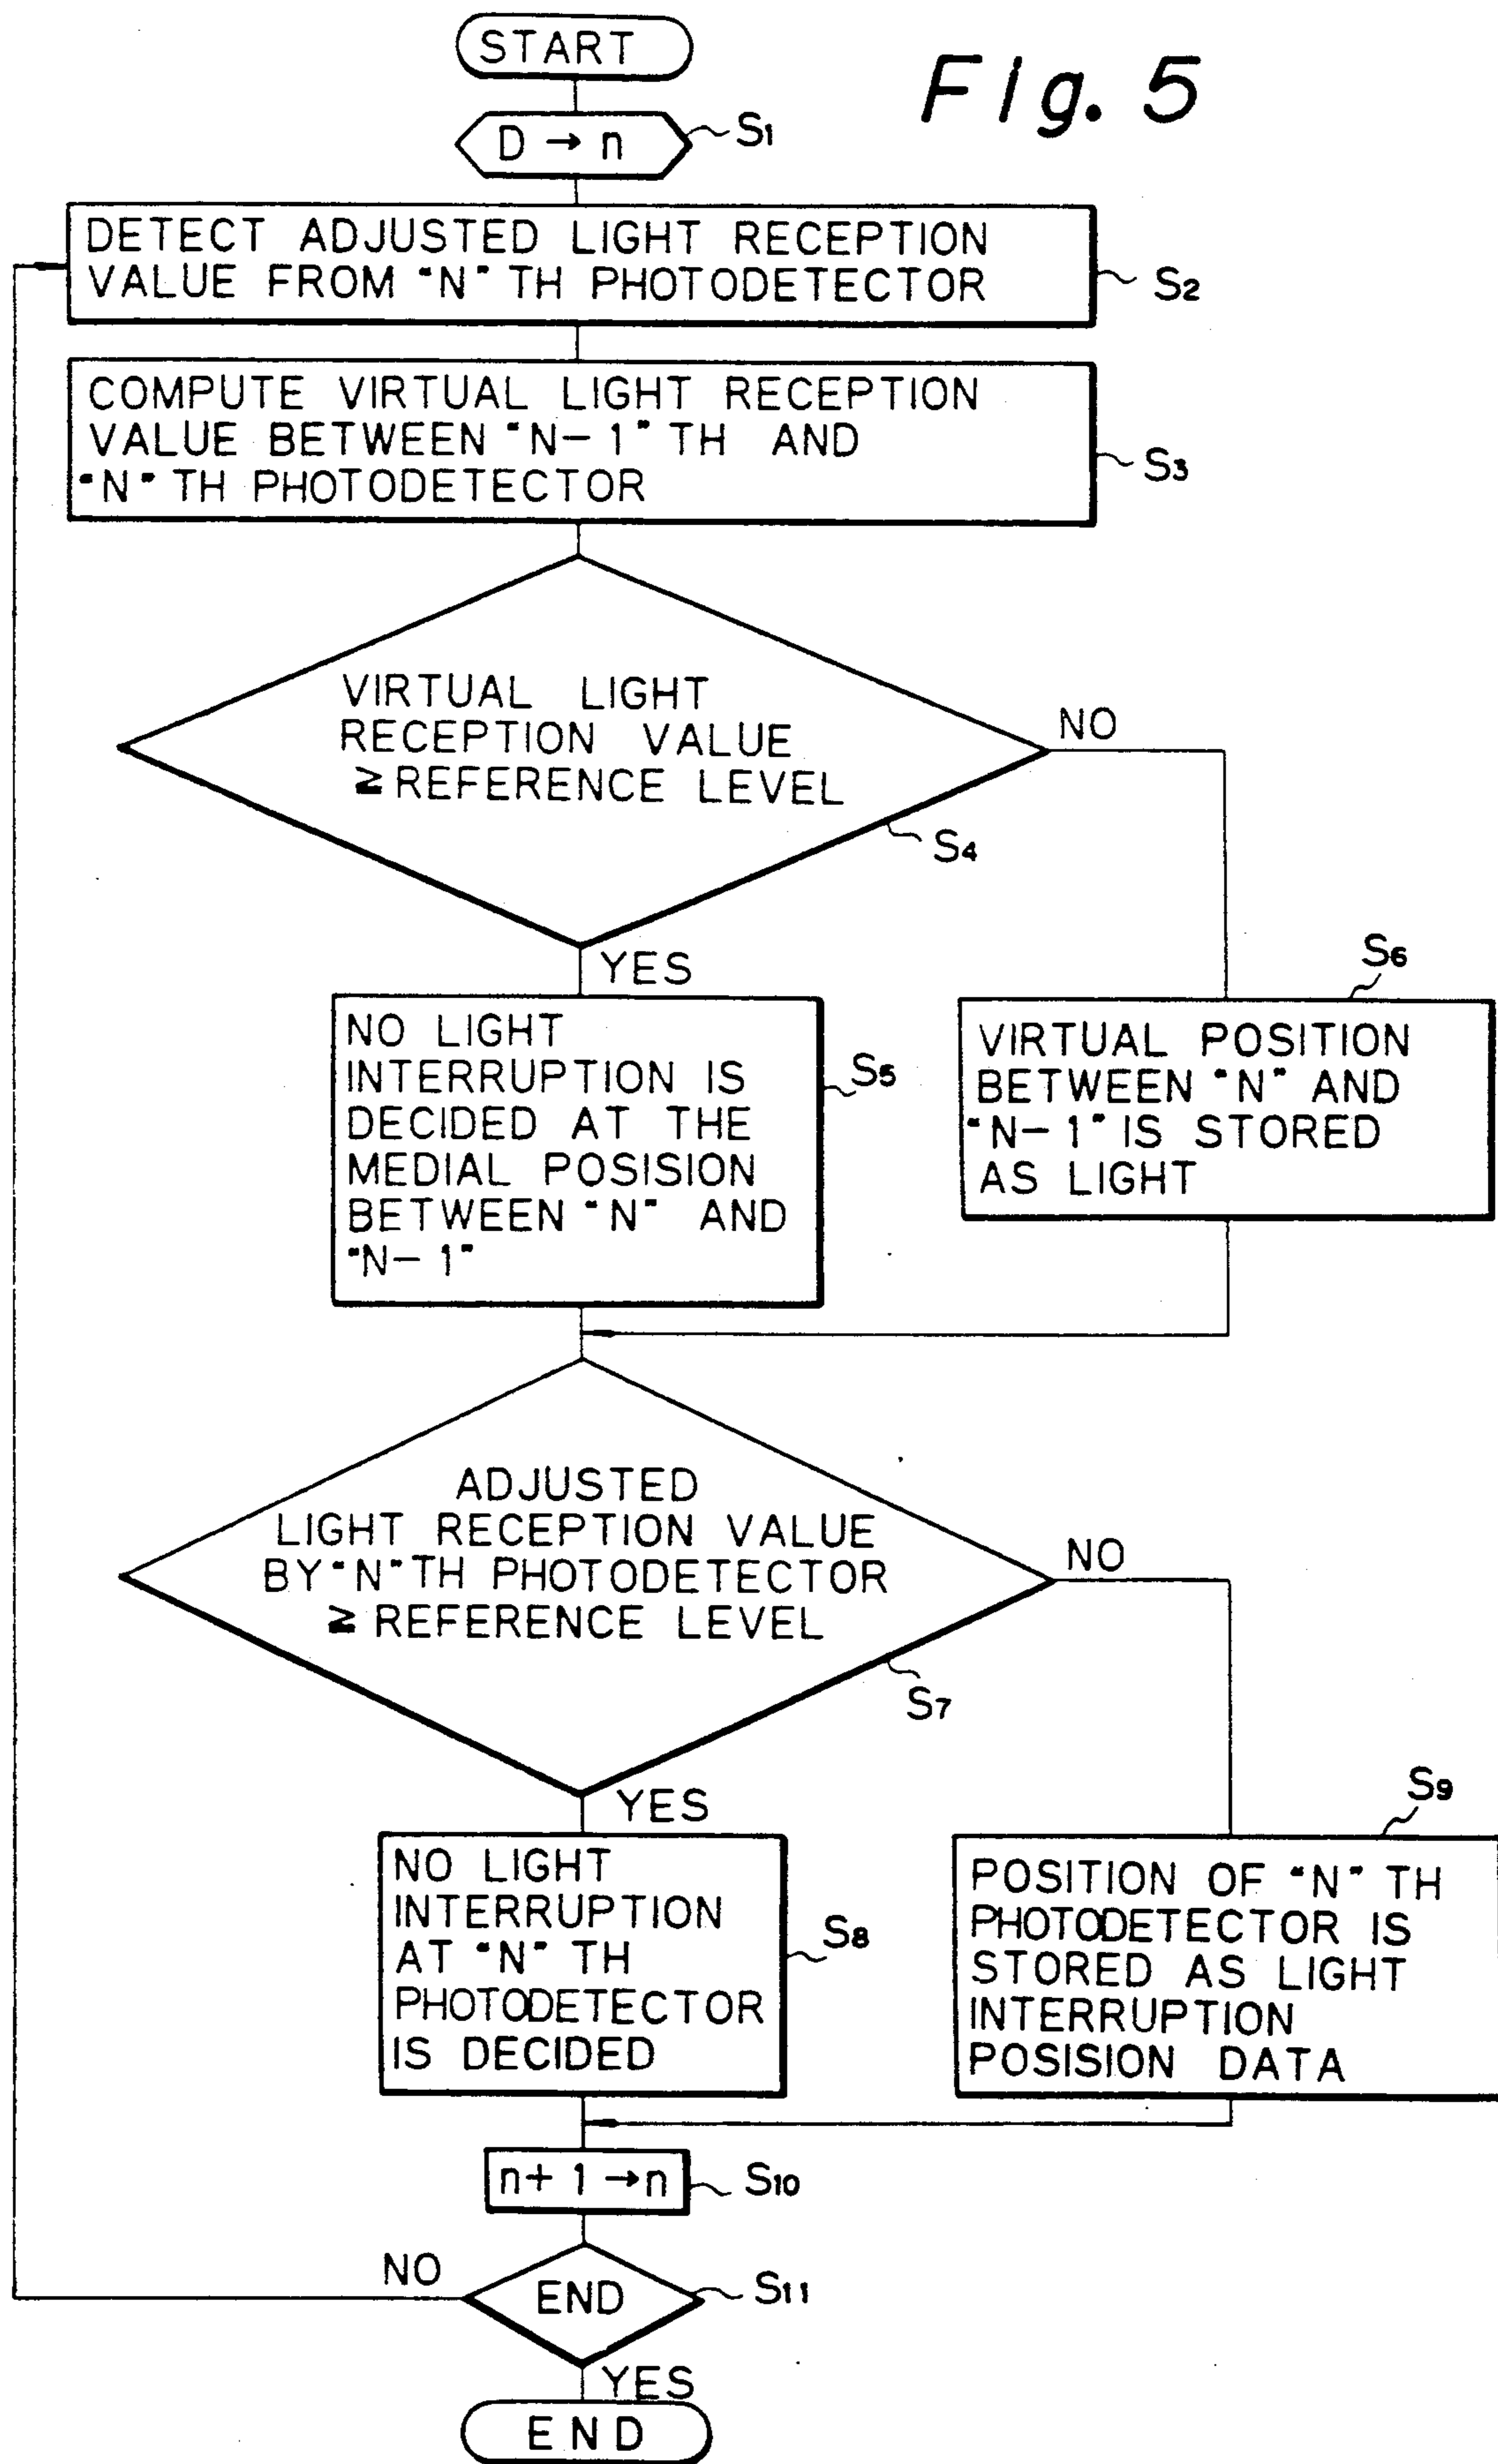 START
Fig. 5
D → n
S1
DETECT ADJUSTED LIGHT RECEPTION
VALUE FROM "N" TH PHOTODETECTOR
S2
COMPUTE VIRTUAL LIGHT RECEPTION
VALUE BETWEEN "N-1" TH AND
"N" TH PHOTODETECTOR
S3
VIRTUAL LIGHT
RECEPTION VALUE
≧ REFERENCE LEVEL
NO
S4
YES
S6
NO LIGHT
INTERRUPTION IS
DECIDED AT THE
MEDIAL POSISION
BETWEEN "N" AND
"N-1"
S5
VIRTUAL POSITION
BETWEEN "N" AND
"N-1" IS STORED
AS LIGHT
ADJUSTED
LIGHT RECEPTION VALUE
BY "N" TH PHOTODETECTOR
≧ REFERENCE LEVEL
NO
S7
YES
S9
NO LIGHT
INTERRUPTION
AT "N" TH
PHOTODETECTOR
IS DECIDED
S8
POSITION OF "N" TH
PHOTODETECTOR IS
STORED AS LIGHT
INTERRUPTION
POSISION DATA
n+1 → n
S10
NO
END
S11
YES
END